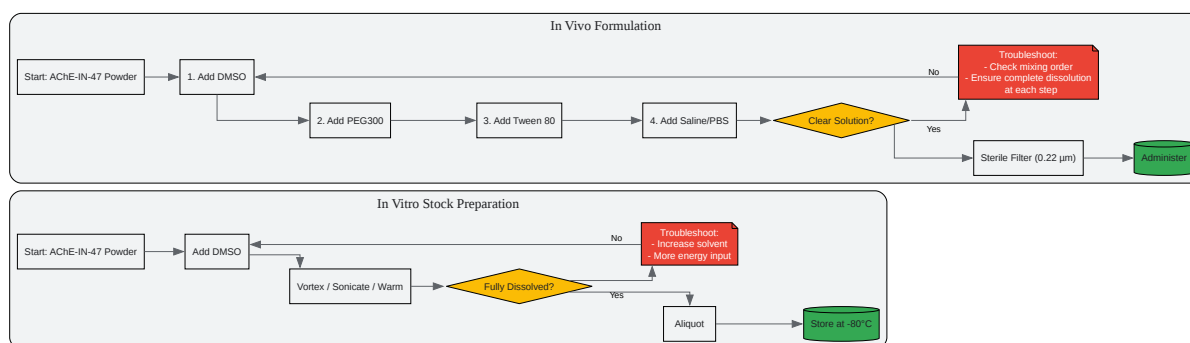 In Vivo Formulation
Start: AChE-IN-47 Powder
1. Add DMSO
2. Add PEG300
3. Add Tween 80
4. Add Saline/PBS
Clear Solution?
No
Troubleshoot:
- Check mixing order
- Ensure complete dissolution
at each step
Yes
Sterile Filter (0.22 µm)
Administer
In Vitro Stock Preparation
Start: AChE-IN-47 Powder
Add DMSO
Vortex / Sonicate / Warm
Fully Dissolved?
No
Troubleshoot:
- Increase solvent
- More energy input
Yes
Aliquot
Store at -80°C